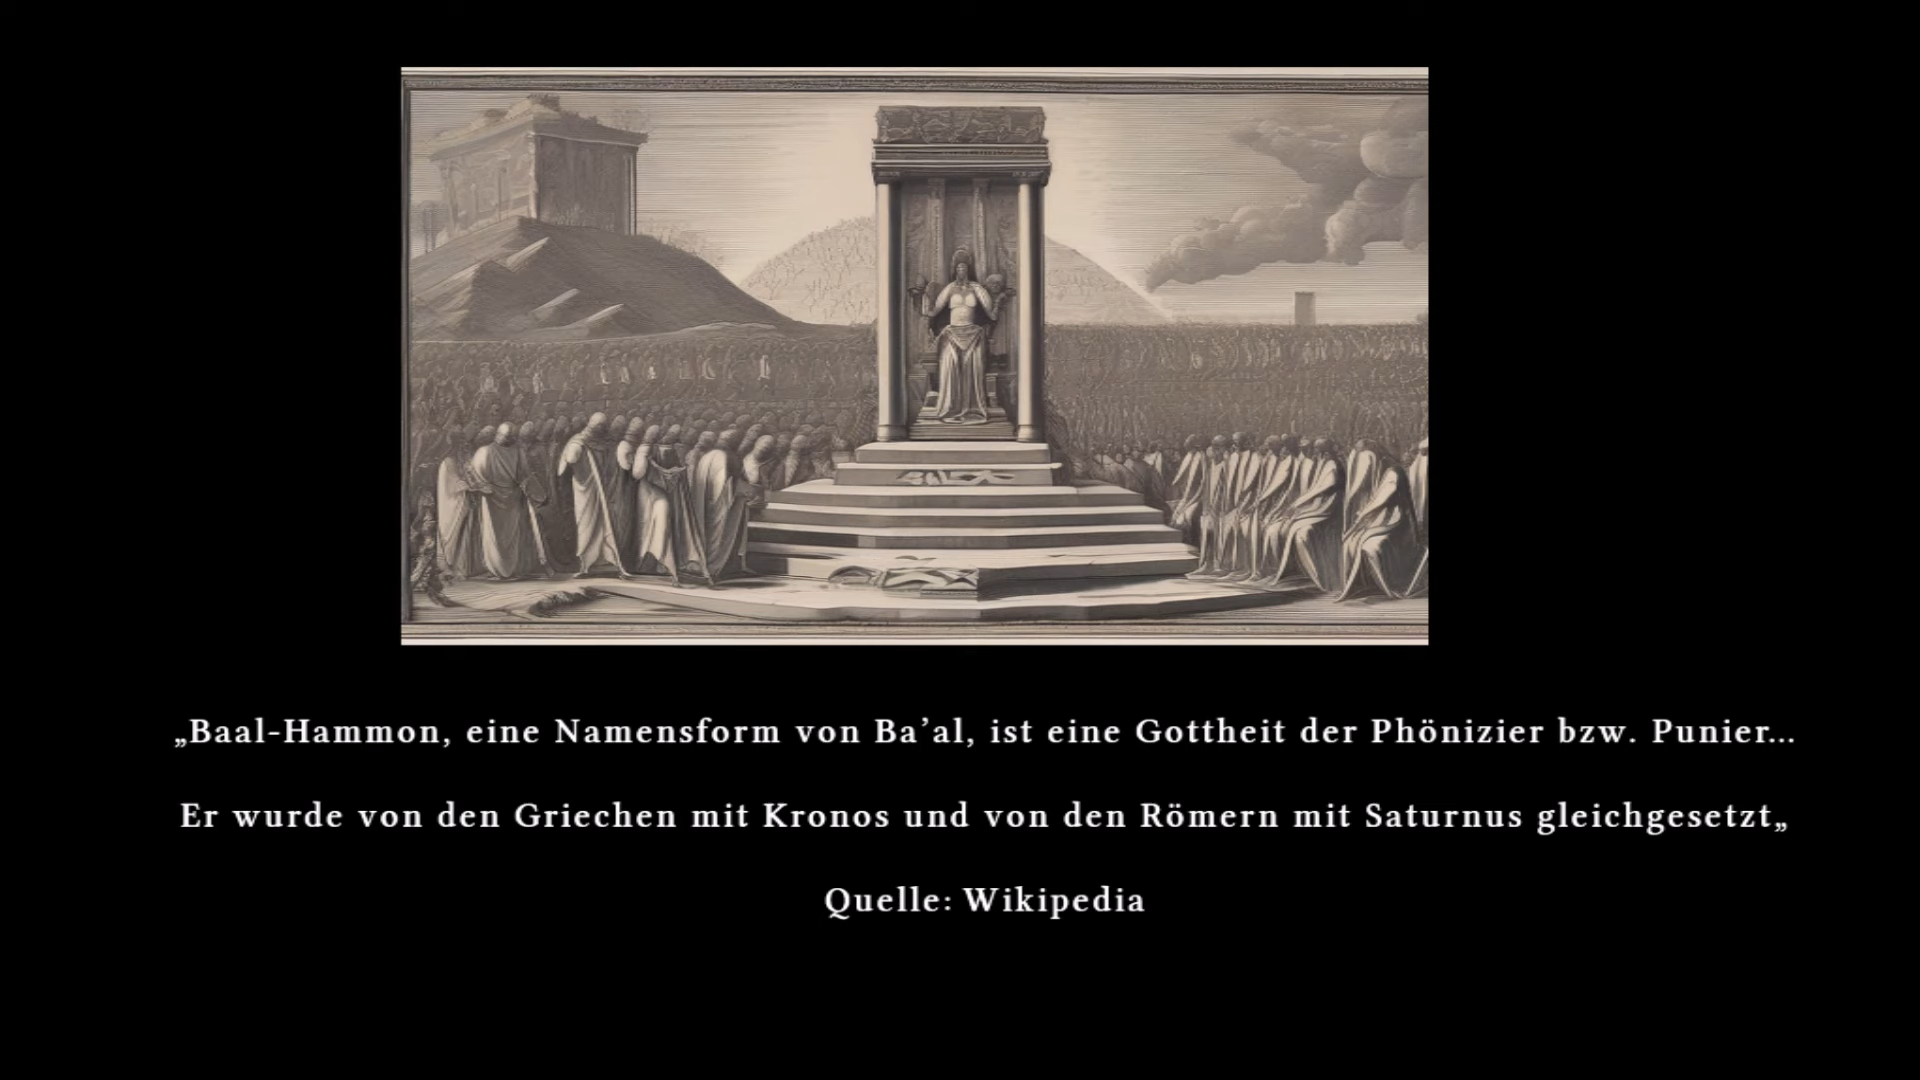 „Baal-Hammon, eine Namensform von Ba’al, ist eine Gottheit der Phönizier bzw. Punier...
Er wurde von den Griechen mit Kronos und von den Römern mit Saturnus gleichgesetzt„
Quelle: Wikipedia